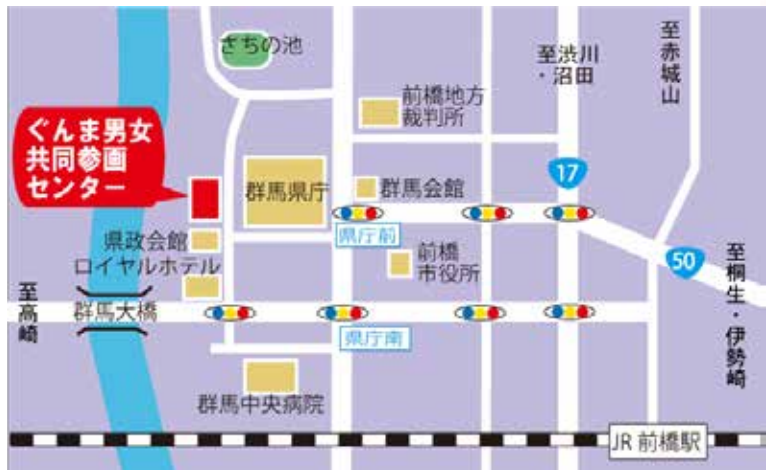 さちの池
至渋川
・沼田
至赤城山
前橋地方
裁判所
ぐんま男女
共同参画
センター
17
群馬県庁
群馬会館
県庁前
県政会館
前橋
市役所
ロイヤルホテル
50
至桐生・伊勢崎
至高崎
群馬大橋
県庁南
群馬中央病院
JR 前橋駅